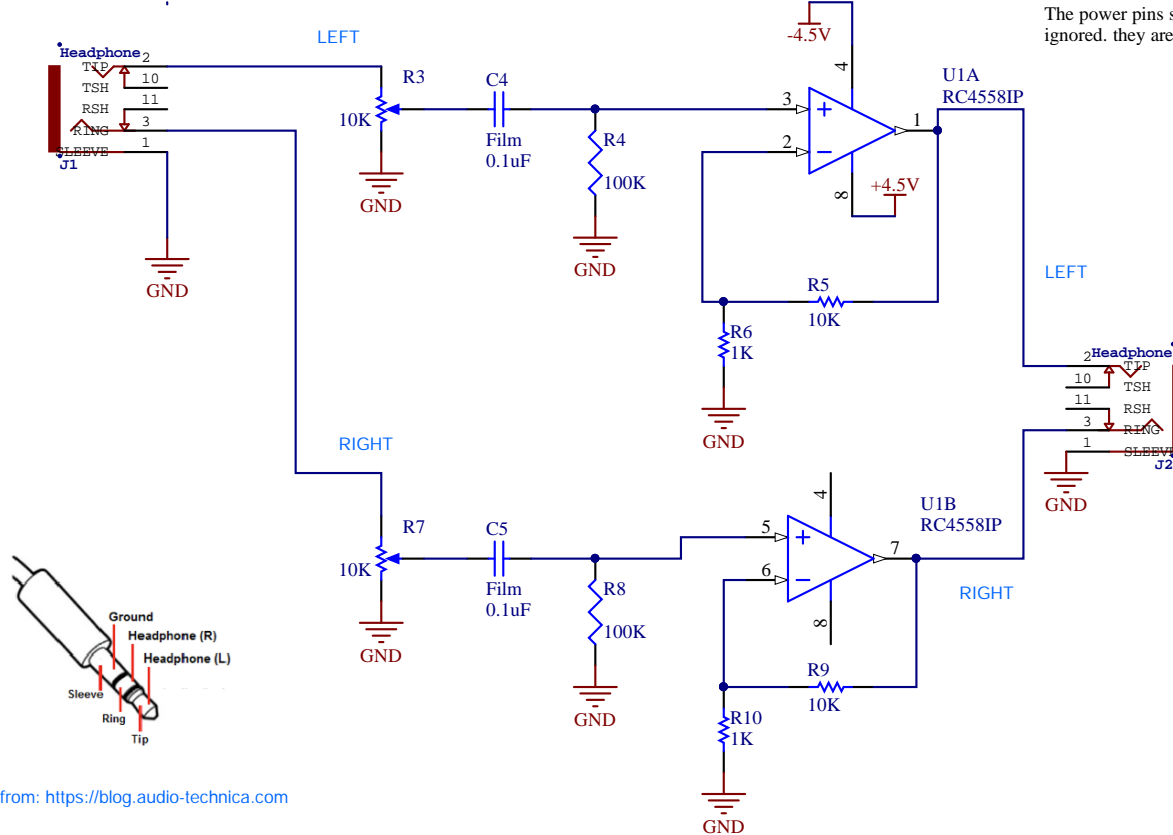 The power pins s
ignored. they are
-4.5V
4
U1A
RC4558IP
LEFT
Headphone
2
TIP
10
TSH
11
RSH
3
RING
1
SLEEVE
J1
GND
R3
10K
GND
C4
Film
0.1uF
R4
100K
GND
3
2
1
8
+4.5V
R5
10K
R6
1K
GND
LEFT
Headphone
2
TIP
10
TSH
11
RSH
3
RING
1
SLEEVE
J2
GND
RIGHT
R7
10K
GND
C5
Film
0.1uF
R8
100K
GND
4
U1B
RC4558IP
5
6
7
8
RIGHT
R9
10K
R10
1K
GND
Ground
Headphone (R)
Headphone (L)
Sleeve
Ring
Tip
from: https://blog.audio-technica.com